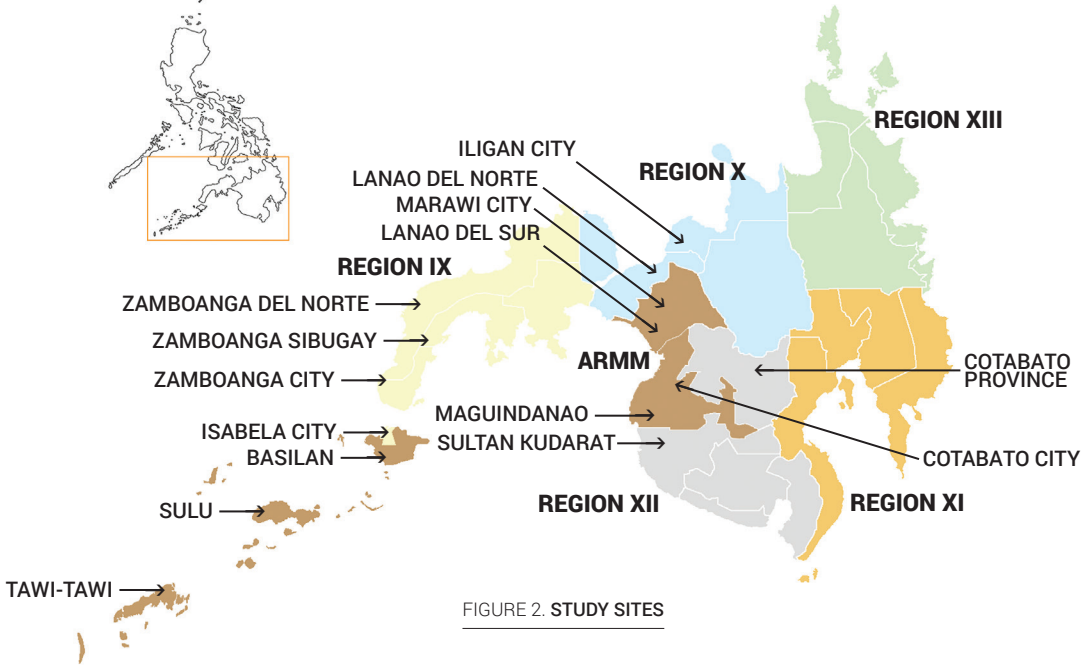 REGION XIII
ILIGAN CITY
REGION X
LANAO DEL NORTE
MARAWI CITY
LANAO DEL SUR
REGION IX
ZAMBOANGA DEL NORTE
ZAMBOANGA SIBUGAY
ARMM
COTABATO
PROVINCE
ZAMBOANGA CITY
MAGUINDANAO
ISABELA CITY
SULTAN KUDARAT
BASILAN
COTABATO CITY
REGION XII
REGION XI
SULU
TAWI-TAWI
FIGURE 2. STUDY SITES